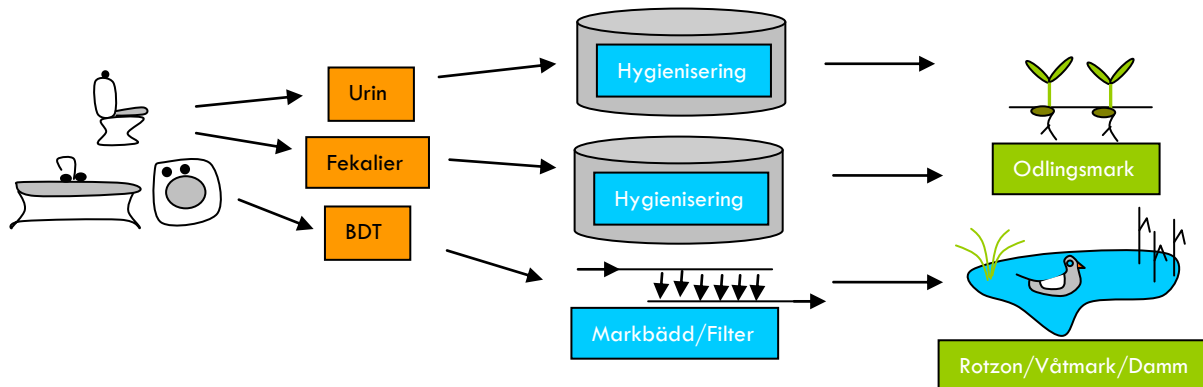 Urin
Hygienisering
Fekalier
Hygienisering
Odlingsmark
BDT
Markbädd/Filter
Rotzon/Våtmark/Damm